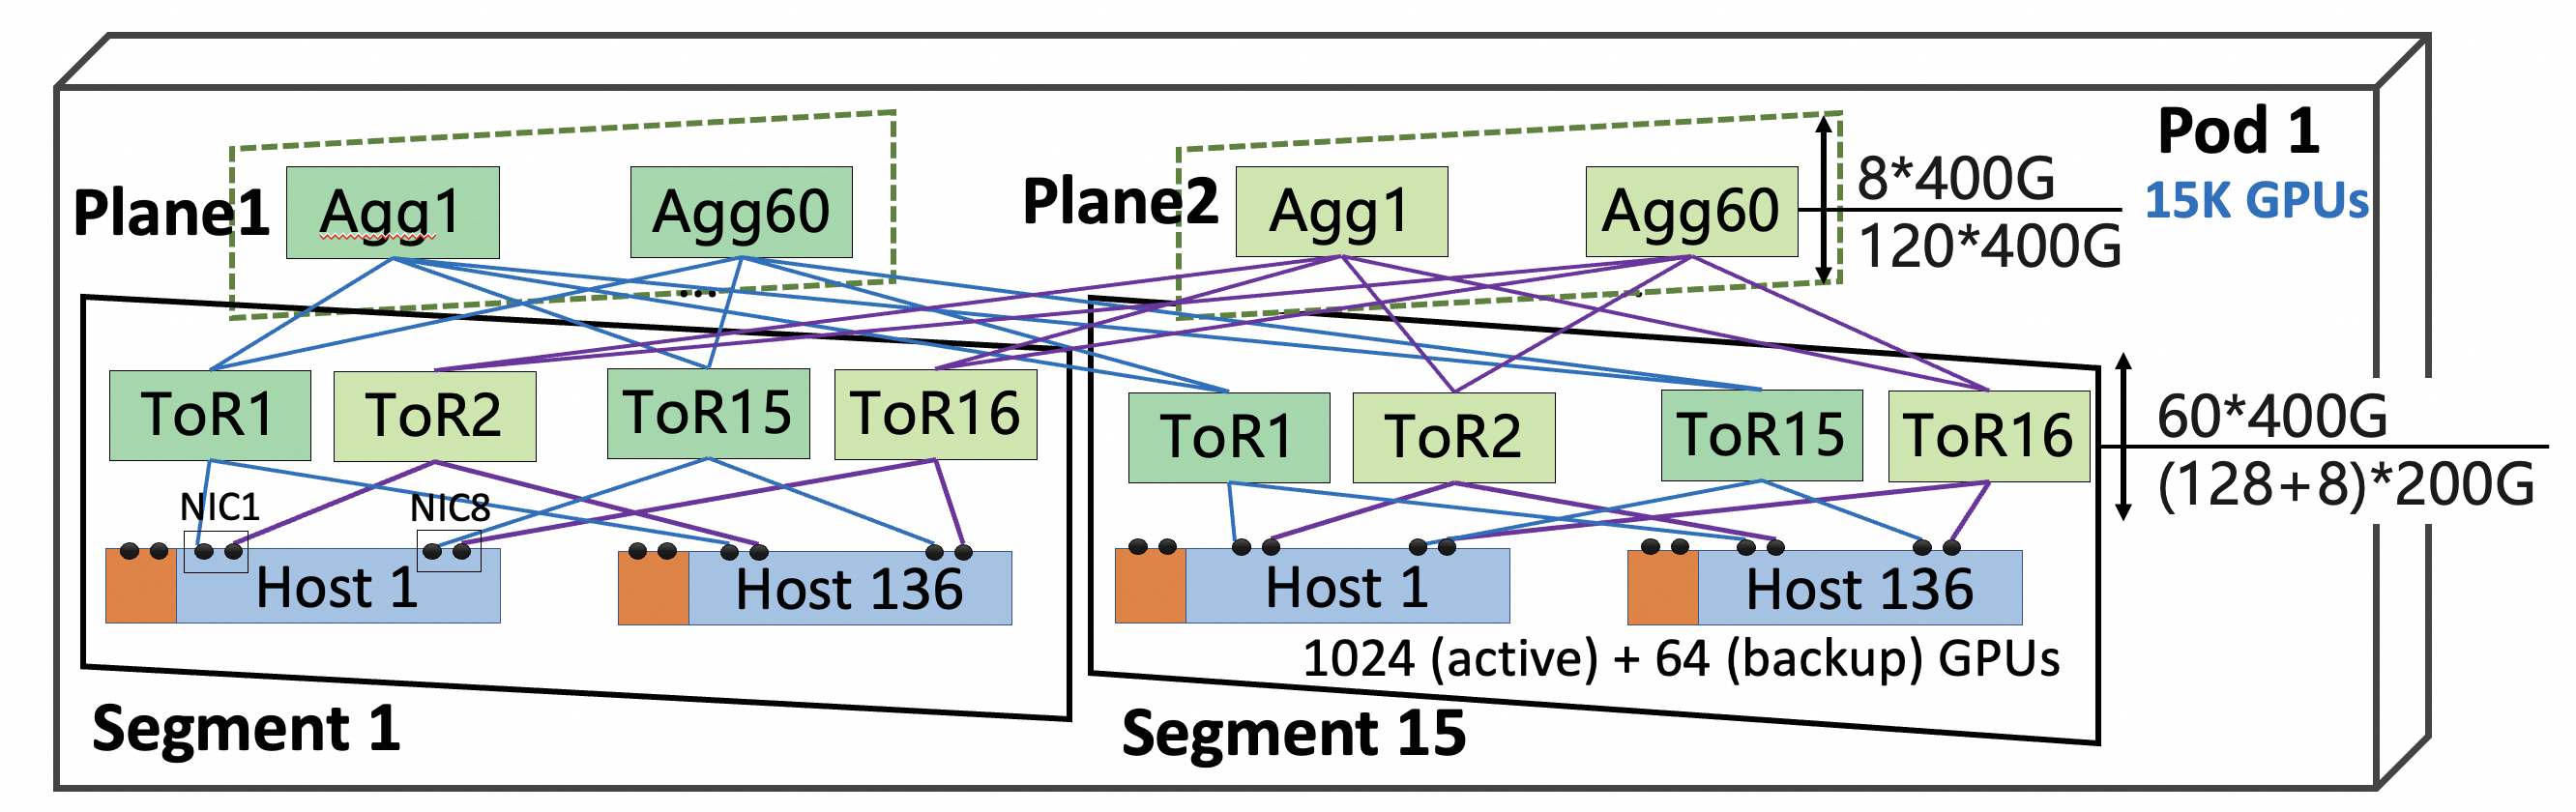 Pod 1
15K GPUs
Plane1
Agg1
Agg60
...
Plane2
Agg1
Agg60
8*400G
120*400G
ToR1
ToR2
ToR15
ToR16
ToR1
ToR2
ToR15
ToR16
60*400G
(128+8)*200G
NIC1
NIC8
Host 1
Host 136
Host 1
Host 136
1024 (active) + 64 (backup) GPUs
Segment 1
Segment 15